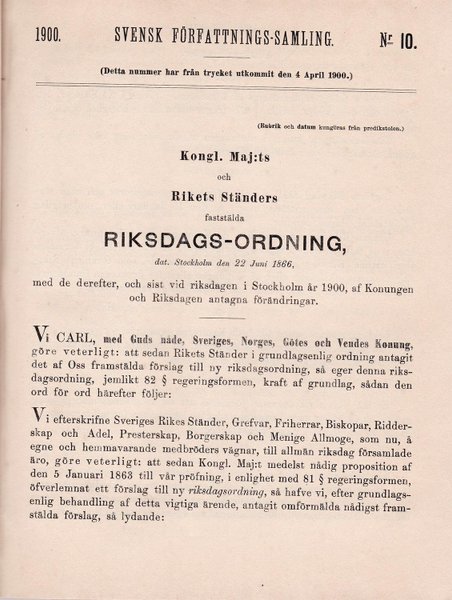 1900. SVENSK FÖRFATTNINGS-SAMLING. Nr 10.
(Detta nummer har från trycket utkommit den 4 April 1900.)
(Rubrik och datum kungöras från predikstolen.)
Kongl. Maj:ts
och
Rikets Ständers
faststälda
RIKSDAGS-ORDNING,
dat. Stockholm den 22 Juni 1866,
med de derefter, och sist vid riksdagen i Stockholm år 1900, af Konungen
och Riksdagen antagna förändringar.
Vi CARL, med Guds nåde, Sveriges, Norges, Götes och Vendes Konung,
göre veterligt: att sedan Rikets Ständer i grundlagsenlig ordning antagit
det af Oss framstälda förslag till ny riksdagsordning, så eger denna riks-
dagsordning, jemlikt 82 § regeringsformen, kraft af grundlag, sådan den
ord för ord härefter följer:
Vi efterskrifne Sveriges Rikes Ständer, Grefvar, Friherrar, Biskopar, Ridder-
skap och Adel, Presterskap, Borgerskap och Menige Allmoge, som nu, å
egne och hemmavarande medbröders vägnar, till allmän riksdag församlade
äro, göre veterligt: att sedan Kongl. Maj:t medelst nådig proposition af
den 5 Januari 1863 till vår pröfning, i enlighet med 81 § regeringsformen,
öfverlemnat ett förslag till ny riksdagsordning, så hafve vi, efter grundlags-
enlig behandling af detta vigtiga ärende, antagit omförmälda nådigst fram-
stälda förslag, så lydande: